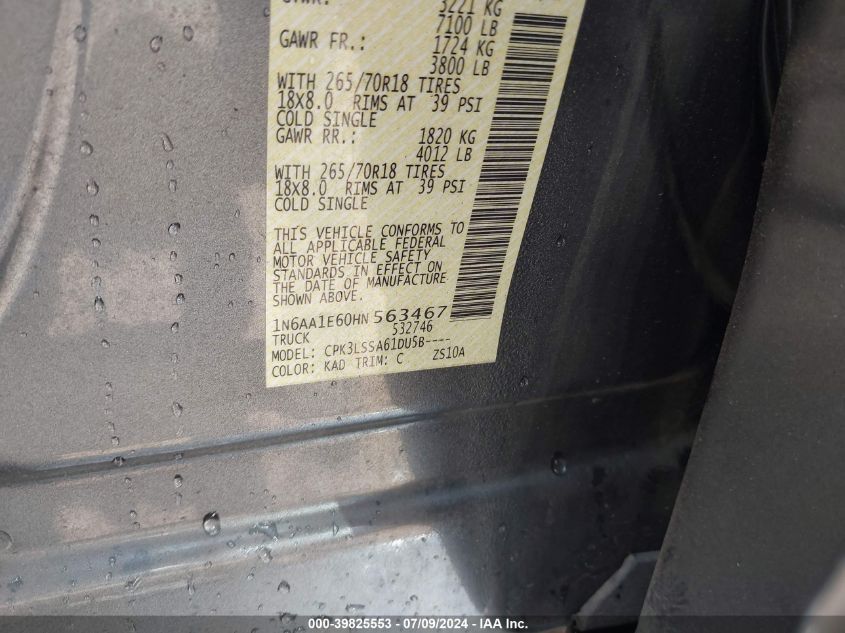 3221 KG
7100 LB
GAWR FR.: 1724 KG
3800 LB
WITH 265/70R18 TIRES
18X8.0 RIMS AT 39 PSI
COLD SINGLE
GAWR RR.: 1820 KG
4012 LB
WITH 265/70R18 TIRES
18X8.0 RIMS AT 39 PSI
COLD SINGLE
THIS VEHICLE CONFORMS TO
ALL APPLICABLE FEDERAL
MOTOR VEHICLE SAFETY
STANDARDS IN EFFECT ON
THE DATE OF MANUFACTURE
SHOWN ABOVE.
1N6AA1E60HN563467
TRUCK 532746
MODEL: CPK3LSSA61DU5B----
COLOR: KAD TRIM: C ZS10A
000-39825553 - 07/09/2024 - IAA Inc.